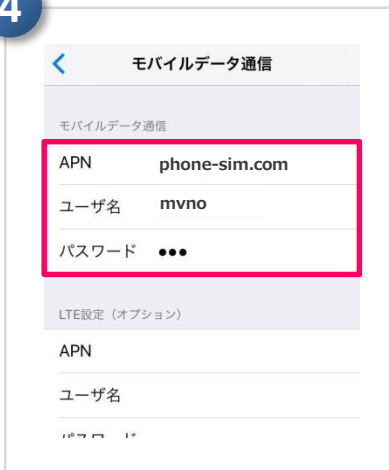 4
モバイルデータ通信
モバイルデータ通信
APN phone-sim.com
ユーザ名 mvno
パスワード •••
LTE設定（オプション）
APN
ユーザ名